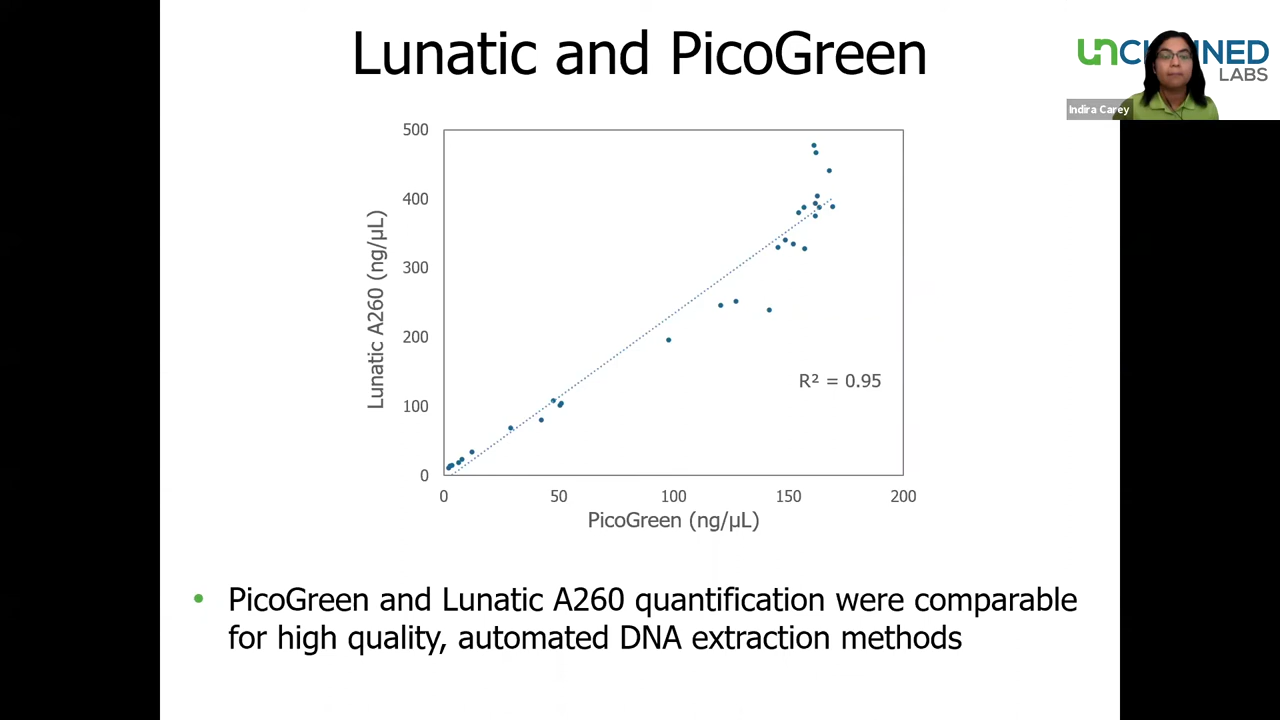 Lunatic and PicoGreen
LABS
Indira Carey
500
400
300
200
100
0
Lunatic A260 (ng/µL)
R² = 0.95
0 50 100 150 200
PicoGreen (ng/µL)
• PicoGreen and Lunatic A260 quantification were comparable
for high quality, automated DNA extraction methods